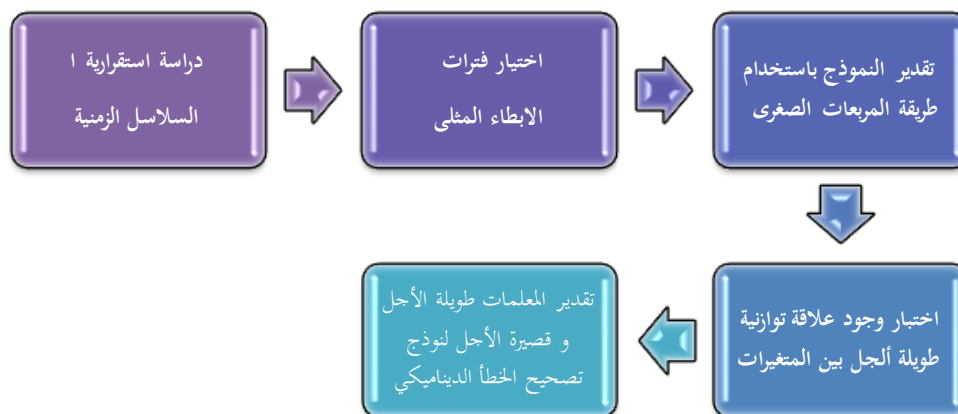 دراسة استقرارية ا
السلاسل الزمنية
اختيار فترات
الابطاء المثلى
تقدير النموذج باستخدام
طريقة المربعات الصغرى
اختبار وجود علاقة توازنية
طويلة ألجل بين المتغيرات
تقدير المعلمات طويلة الأجل
و قصيرة الأجل لنوذج
تصحيح الخطأ الديناميكي